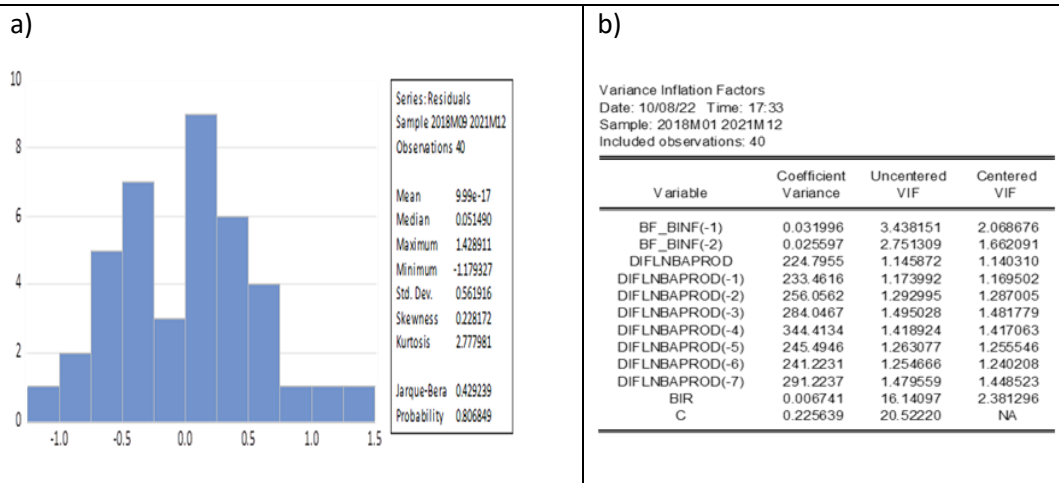 a)
10
8
6
4
2
0
-1.0 -0.5 0.0 0.5 1.0 1.5
Series: Residuals
Sample 2018M09 2021M12
Observations 40
Mean 9.99e-17
Median 0.051490
Maximum 1.428911
Minimum -1.179327
Std. Dev. 0.561916
Skewness 0.228172
Kurtosis 2.777981
Jarque-Bera 0.429239
Probability 0.806849
b)
Variance Inflation Factors
Date: 10/08/22 Time: 17:33
Sample: 2018M01 2021M12
Included observations: 40
Coefficient Uncentered Centered
Variable Variance VIF VIF
BF_BINF(-1) 0.031996 3.438151 2.068676
BF_BINF(-2) 0.025597 2.751309 1.662091
DIFLNBAPROD 224.7955 1.145872 1.140310
DIFLNBAPROD(-1) 233.4616 1.173992 1.169502
DIFLNBAPROD(-2) 256.0562 1.292995 1.287005
DIFLNBAPROD(-3) 284.0467 1.495028 1.481779
DIFLNBAPROD(-4) 344.4134 1.418924 1.417063
DIFLNBAPROD(-5) 245.4946 1.263077 1.255546
DIFLNBAPROD(-6) 241.2231 1.254666 1.240208
DIFLNBAPROD(-7) 291.2237 1.479559 1.448523
BIR 0.006741 16.14097 2.381296
C 0.225639 20.52220 NA